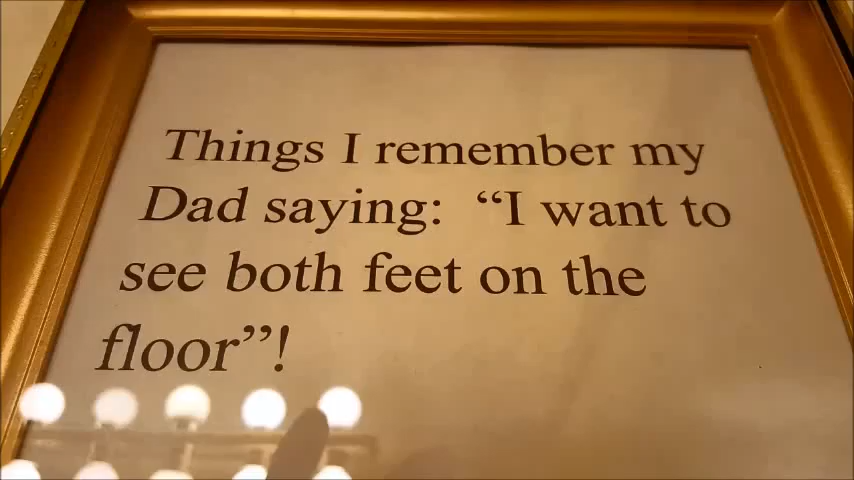 Things I remember my
Dad saying:  “I want to
see both feet on the
floor”!